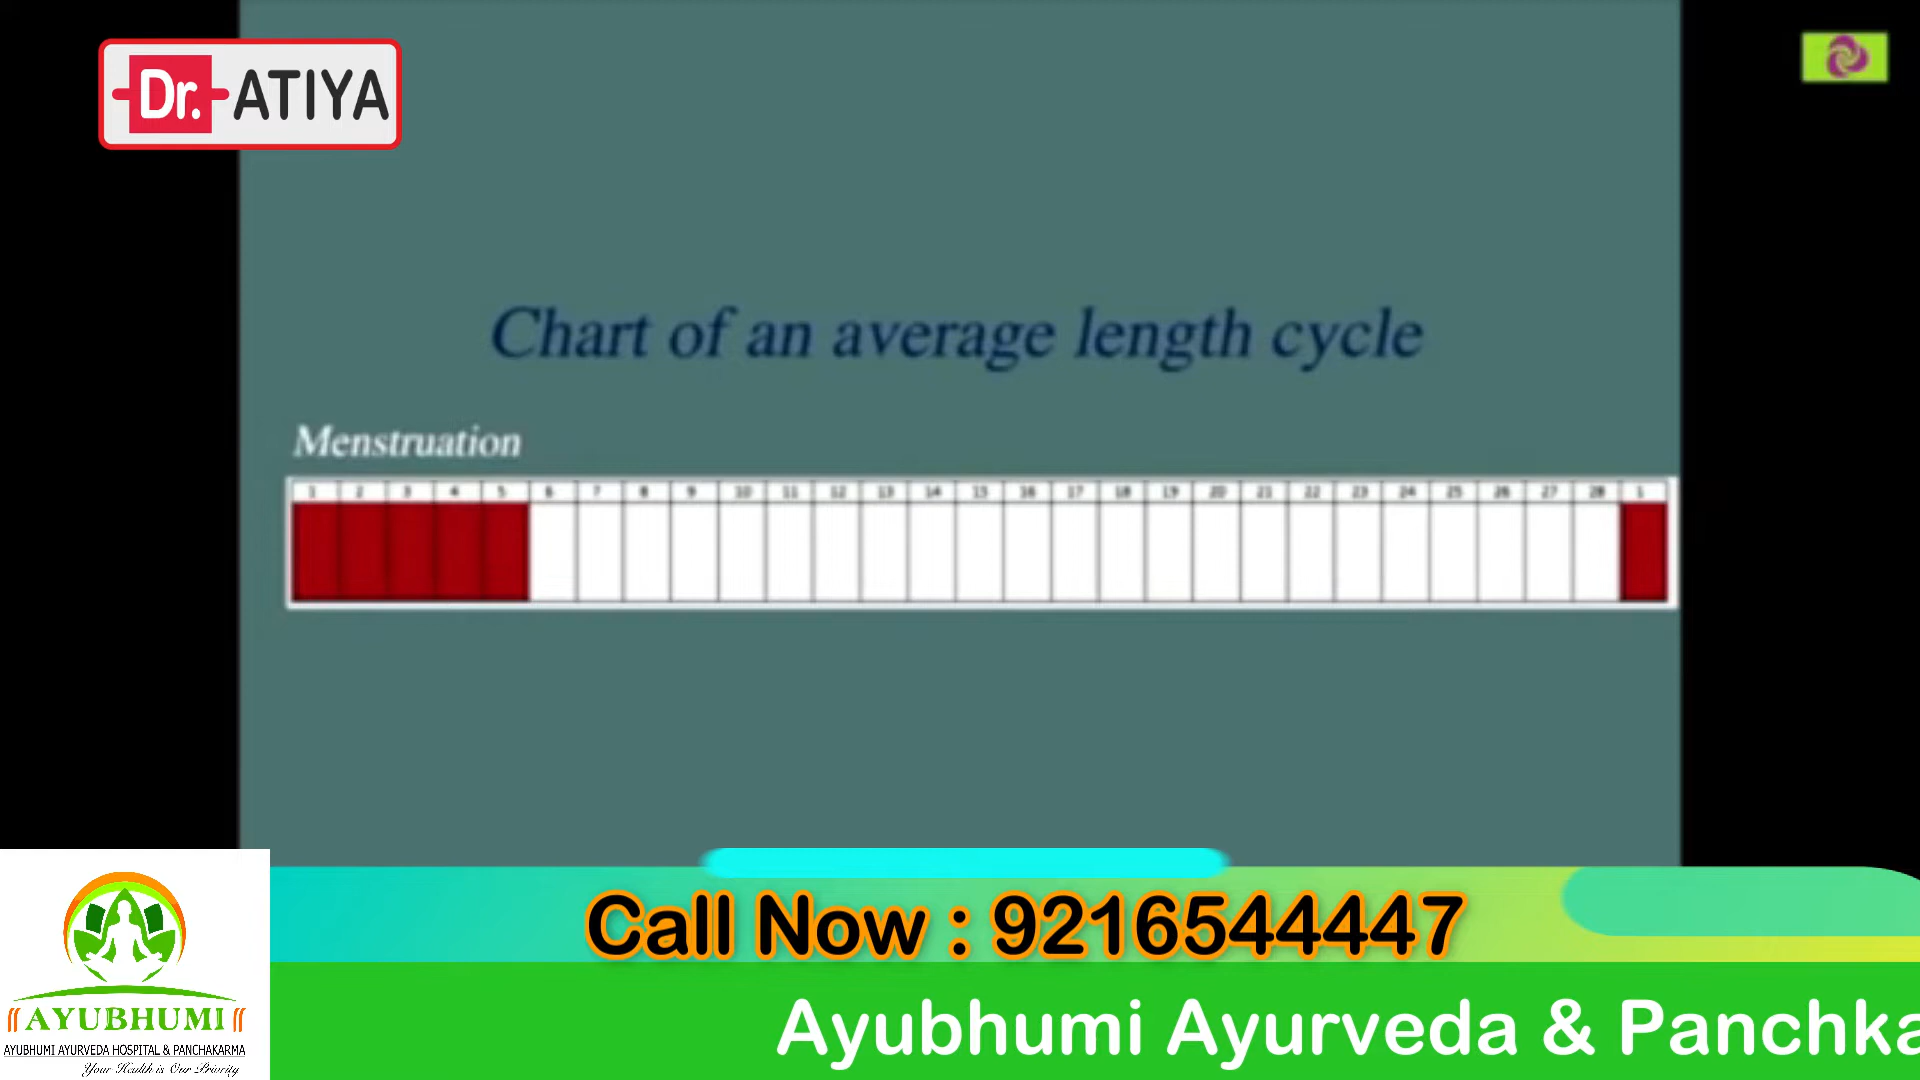 Dr. ATIYA
Chart of an average length cycle
Menstruation
1 2 3 4 5 6 7 8 9 10 11 12 13 14 15 16 17 18 19 20 21 22 23 24 25 26 27 28 1
Call Now : 9216544447
Ayubhumi Ayurveda & Panchka
AYUBHUMI
AYUBHUMI AYURVEDA HOSPITAL & PANCHAKARMA
Your Health is Our Priority